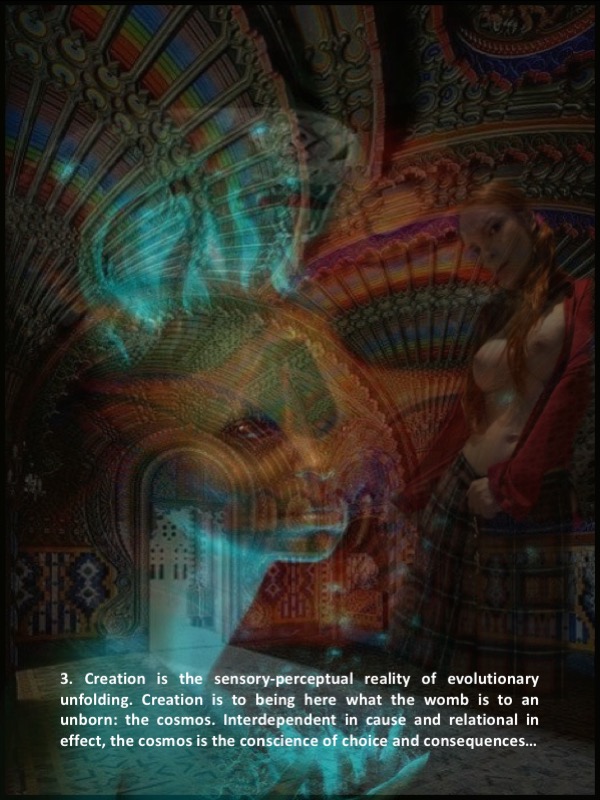 3. Creation is the sensory-perceptual reality of evolutionary
unfolding. Creation is to being here what the womb is to an
unborn: the cosmos. Interdependent in cause and relational in
effect, the cosmos is the conscience of choice and consequences…